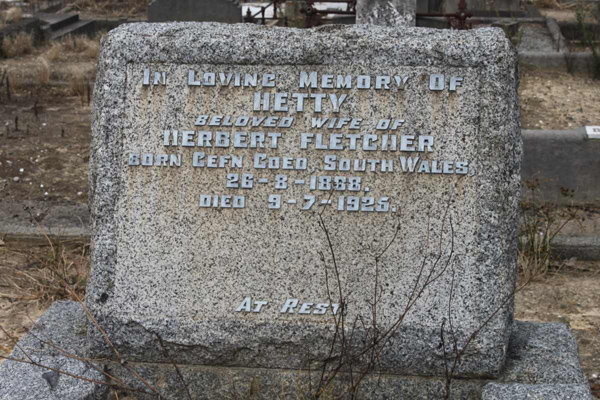 In Loving Memory Of
HETTY
BELOVED WIFE OF
HERBERT FLETCHER
BORN CEFN COED, SOUTH WALES,
26-8-1888.
DIED 9-7-1925.
At Rest